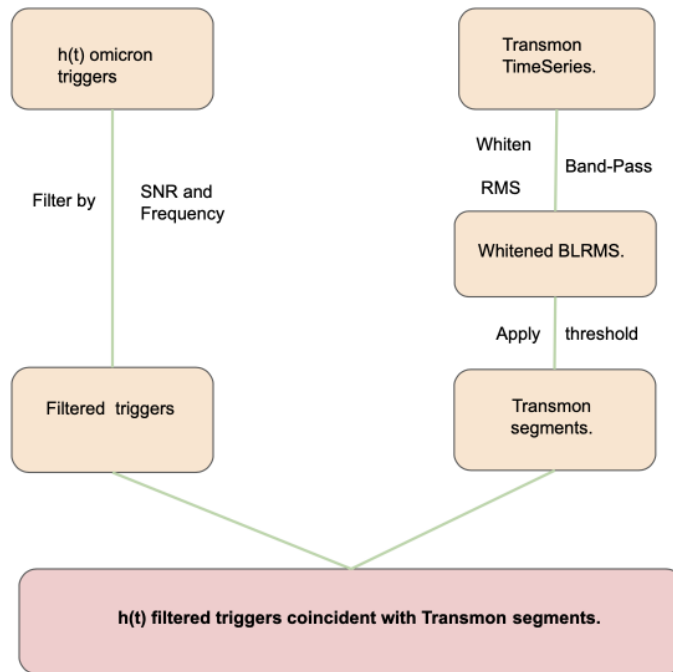 h(t) omicron
triggers
Transmon
TimeSeries.
Filter by
SNR and
Frequency
Whiten
RMS
Band-Pass
Whitened BLRMS.
Apply
threshold
Filtered triggers
Transmon
segments.
h(t) filtered triggers coincident with Transmon segments.